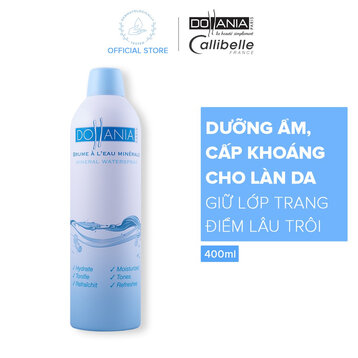 OFFICIAL STORE
DOLLANIA PARIS
la beauté simplement
Callibelle
FRANCE
DOLLANIA
BRUME À L'EAU MINÉRALE
MINERAL WATERSPRAY
✓ Hydrate ✓ Moisturizes
✓ Tonifie ✓ Tones
✓ Rafraîchit ✓ Refreshes
DƯỠNG ẨM,
CẤP KHOÁNG
CHO LÀN DA
GIỮ LỚP TRANG
ĐIỂM LÂU TRÔI
400ml